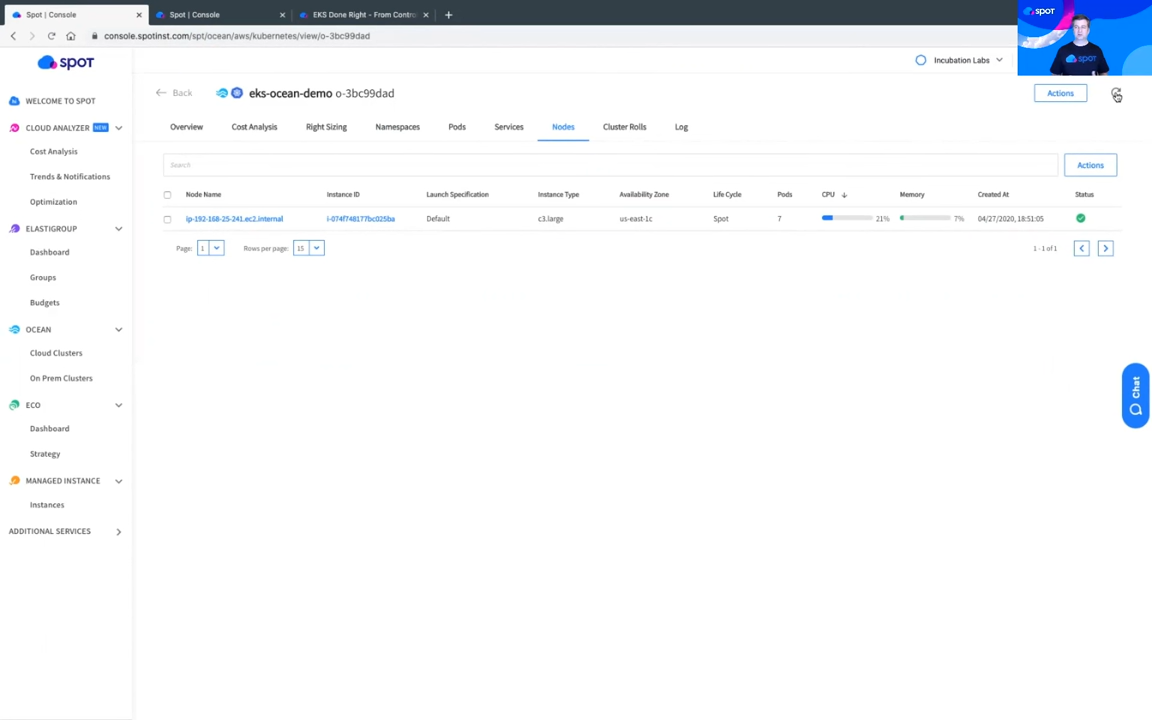 Spot | Console
Spot | Console
EKS Done Right - From Contro
console.spotinst.com/spt/ocean/aws/kubernetes/view/o-3bc99dad
spot
spot
spot
Incubation Labs
Back
eks-ocean-demo o-3bc99dad
Actions
Overview
Cost Analysis
Right Sizing
Namespaces
Pods
Services
Nodes
Cluster Rolls
Log
Search
Actions
Node Name
Instance ID
Launch Specification
Instance Type
Availability Zone
Life Cycle
Pods
CPU
Memory
Created At
Status
ip-192-168-25-241.ec2.internal
i-074f748177bc025ba
Default
c3.large
us-east-1c
Spot
7
21%
7%
04/27/2020, 18:51:05
Page:
1
Rows per page:
15
1 - 1 of 1
WELCOME TO SPOT
CLOUD ANALYZER NEW
Cost Analysis
Trends & Notifications
Optimization
ELASTIGROUP
Dashboard
Groups
Budgets
OCEAN
Cloud Clusters
On Prem Clusters
ECO
Dashboard
Strategy
MANAGED INSTANCE
Instances
ADDITIONAL SERVICES
Chat